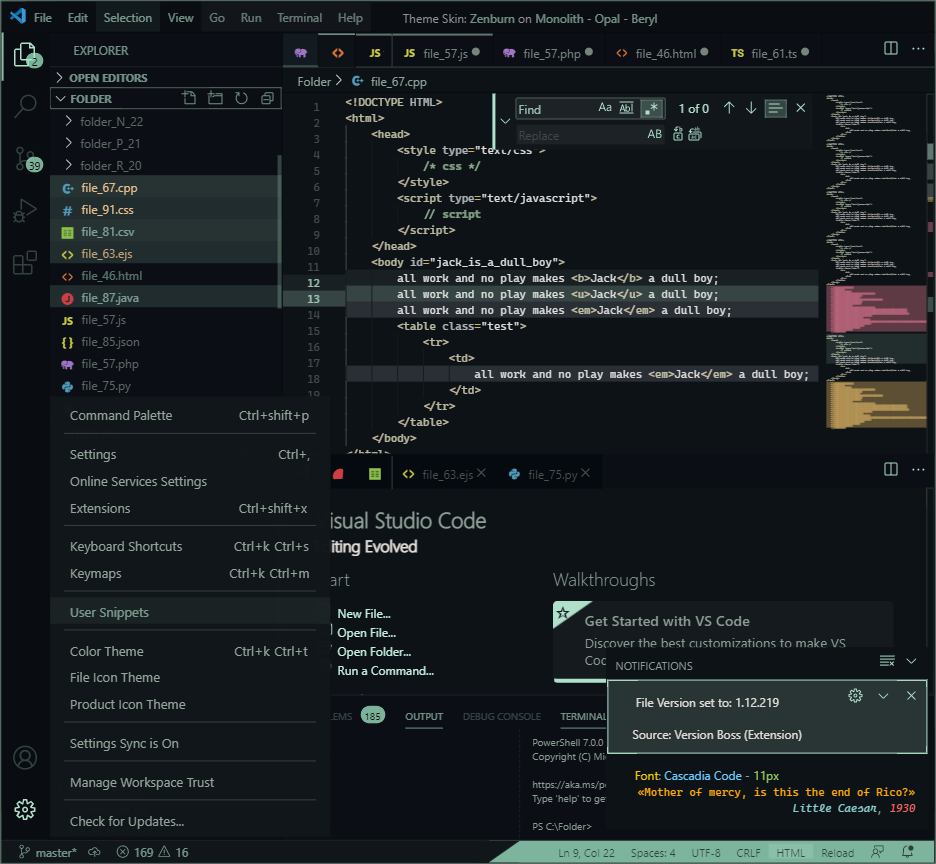 File Edit Selection View Go Run Terminal Help Theme Skin: Zenburn on Monolith - Opal - Beryl
2
EXPLORER
JS JS file_57.js file_57.php file_46.html TS file_61.ts
OPEN EDITORS
FOLDER
Folder file_67.cpp
folder_N_22
folder_P_21
folder_R_20
39
file_67.cpp
# file_91.css
file_81.csv
file_63.ejs
file_46.html
file_87.java
JS file_57.js
file_85.json
file_57.php
file_75.py
1 <!DOCTYPE HTML>
2 <html>
3 <head>
4 <style type="text/css">
5 /* css */
6 </style>
7 <script type="text/javascript">
8 // script
9 </script>
10 </head>
11 <body id="jack_is_a_dull_boy">
12 all work and no play makes <b>Jack</b> a dull boy;
13 all work and no play makes <u>Jack</u> a dull boy;
14 all work and no play makes <em>Jack</em> a dull boy;
15 <table class="test">
16 <tr>
17 <td>
18 all work and no play makes <em>Jack</em> a dull boy;
19 </td>
</tr>
</table>
</body>
</html>
Find Aa Abl .* 1 of 0
Replace AB
Command Palette Ctrl+shift+p
Settings Ctrl+,
Online Services Settings
Extensions Ctrl+shift+x
Keyboard Shortcuts Ctrl+k Ctrl+s
Keymaps Ctrl+k Ctrl+m
User Snippets
Color Theme Ctrl+k Ctrl+t
File Icon Theme
Product Icon Theme
Settings Sync is On
Manage Workspace Trust
Check for Updates...
file_63.ejs file_75.py
isual Studio Code
iting Evolved
art
New File...
Open File...
Open Folder...
Run a Command...
Walkthroughs
Get Started with VS Code
Discover the best customizations to make VS
Coc
NOTIFICATIONS
File Version set to: 1.12.219
Source: Version Boss (Extension)
Font: Cascadia Code - 11px
«Mother of mercy, is this the end of Rico?»
Little Caesar, 1930
LEMS 185 OUTPUT DEBUG CONSOLE TERMINAL
PowerShell 7.0.0
Copyright (C) Mi
https://aka.ms/p
Type 'help' to ge
PS C:\Folder>
master* 169 16 Ln 9, Col 22 Spaces: 4 UTF-8 CRLF HTML Reload